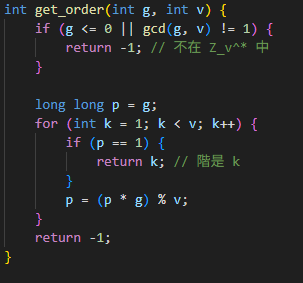 int get_order(int g, int v) {
    if (g <= 0 || gcd(g, v) != 1) {
        return -1; // 不在 Z_v^* 中
    }

    long long p = g;
    for (int k = 1; k < v; k++) {
        if (p == 1) {
            return k; // 階是 k
        }
        p = (p * g) % v;
    }
    return -1;
}